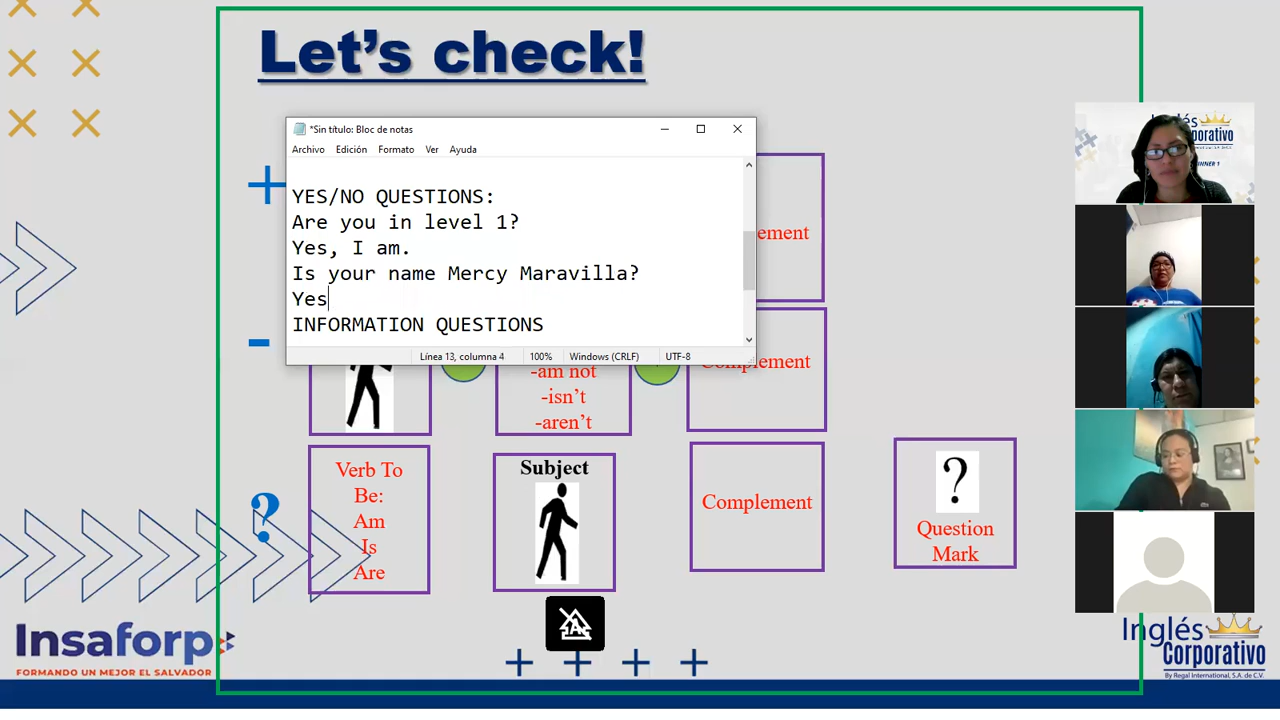 Let's check!
*Sin título: Bloc de notas
Archivo Edición Formato Ver Ayuda
YES/NO QUESTIONS:
Are you in level 1?
Yes, I am.
Is your name Mercy Maravilla?
Yes
INFORMATION QUESTIONS
Línea 13, columna 4 100% Windows (CRLF) UTF-8
+
ement
-
-am not
-isn't
-aren't
Complement
?
Verb To
Be:
Am
Is
Are
Subject
Complement
?
Question
Mark
Insaforp
FORMANDO UN MEJOR EL SALVADOR
Inglés
Corporativo
By Regal International, S.A. de C.V.